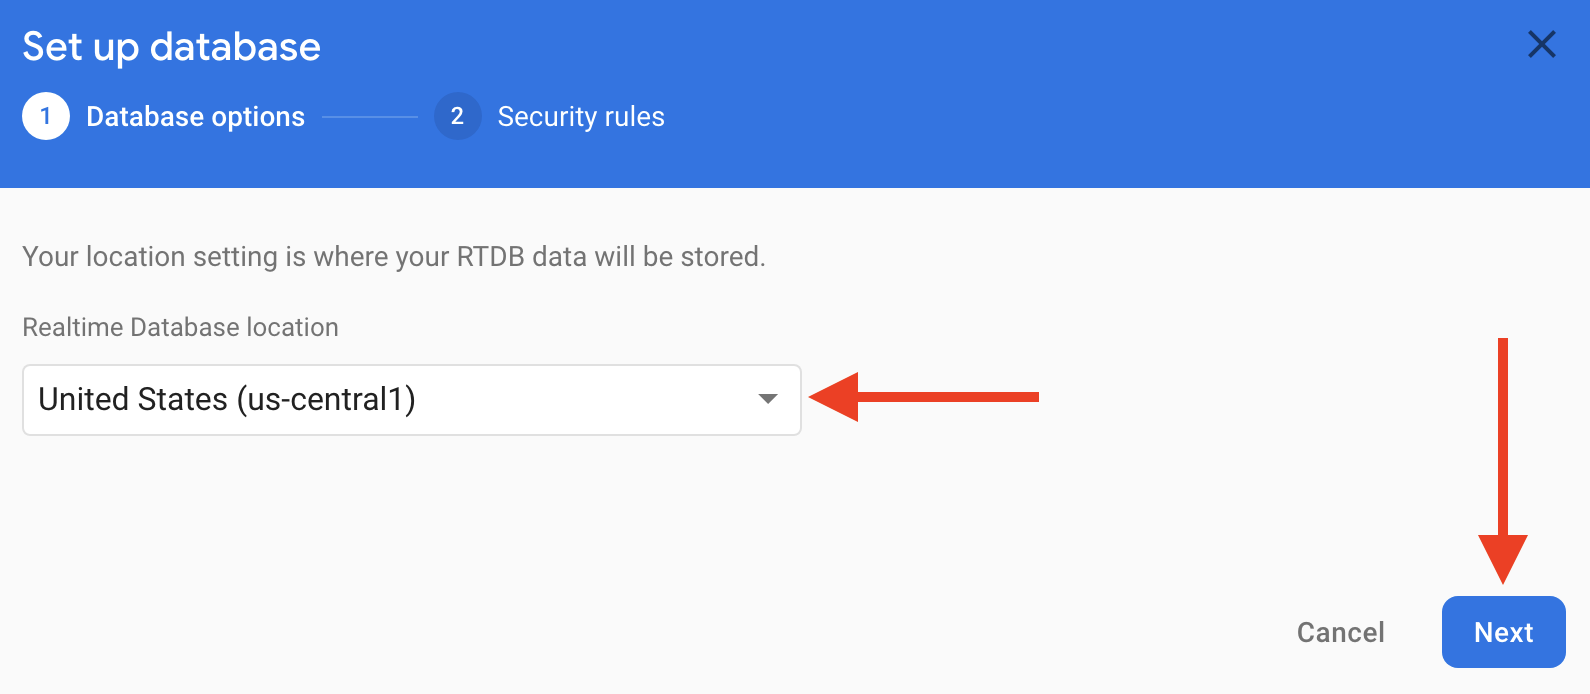 Set up database
1 Database options 2 Security rules
Your location setting is where your RTDB data will be stored.
Realtime Database location
United States (us-central1)
Cancel Next